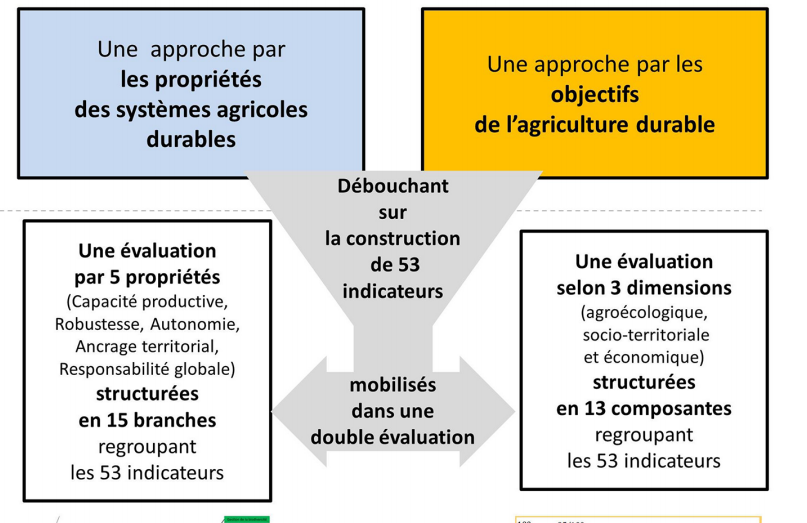 Une approche par
les propriétés
des systèmes agricoles
durables
Une approche par les
objectifs
de l’agriculture durable
Débouchant
sur
la construction
de 53
indicateurs
Une évaluation
par 5 propriétés
(Capacité productive,
Robustesse, Autonomie,
Ancrage territorial,
Responsabilité globale)
structurées
en 15 branches
regroupant
les 53 indicateurs
mobilisés
dans une
double évaluation
Une évaluation
selon 3 dimensions
(agroécologique,
socio-territoriale
et économique)
structurées
en 13 composantes
regroupant
les 53 indicateurs